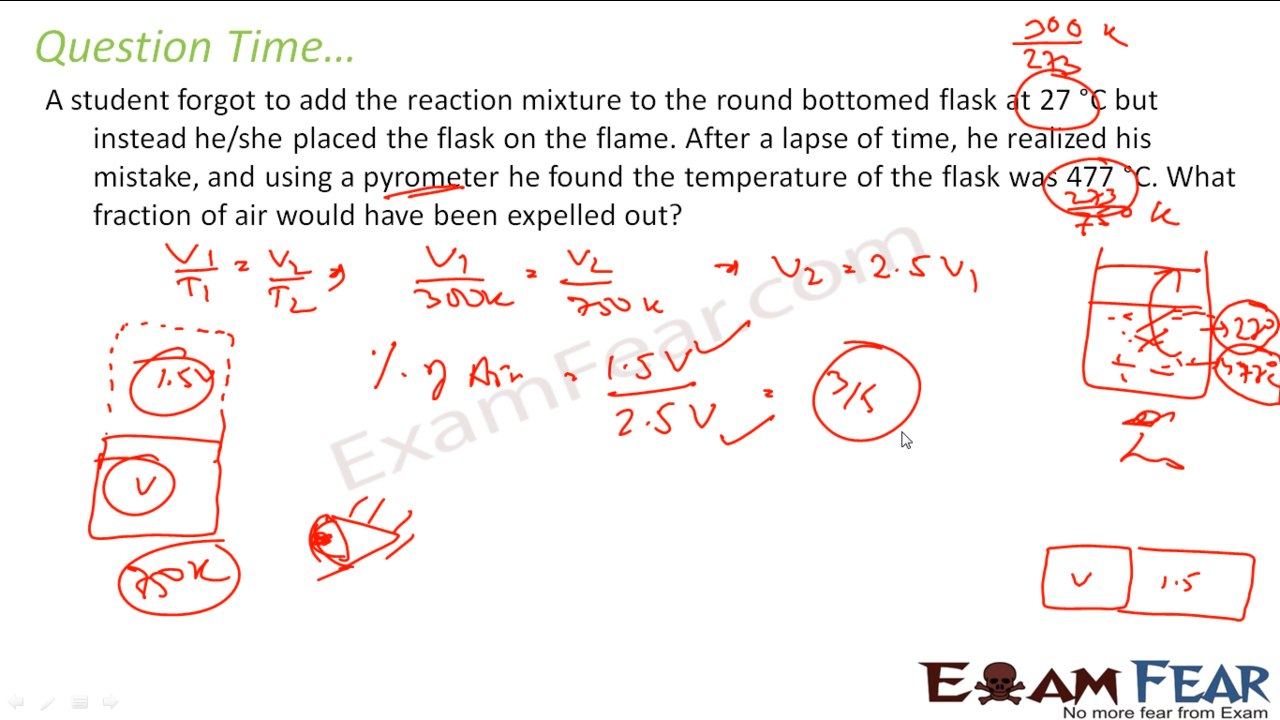 Question Time...
300 K
273
A student forgot to add the reaction mixture to the round bottomed flask at 27 °C but
instead he/she placed the flask on the flame. After a lapse of time, he realized his
mistake, and using a pyrometer he found the temperature of the flask was 477 °C. What
fraction of air would have been expelled out?
273
750 K
V1/T1 = V2/T2 ⇒ V1/300K = V2/750K → V2 = 2.5 V1
1.5V
% of Air = 1.5V/2.5V = 3/5
V
750K
V 1.5
ExamFear.com
EXAM FEAR
No more fear from Exam